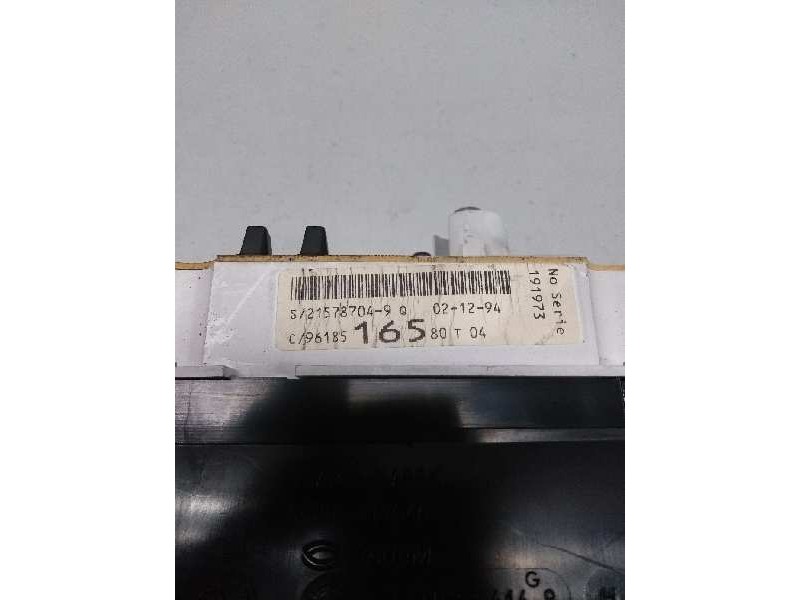 S/21578704-9 Q 02-12-94
C/96185 165 80 T 04
No Serie
191973
G